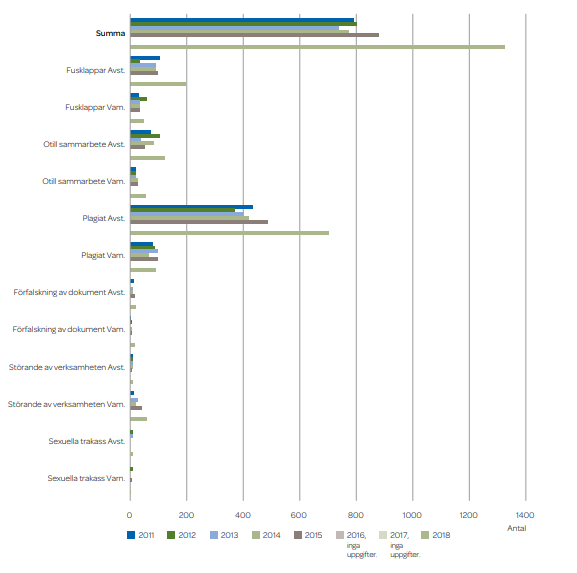 Summa
Fusklappar Avst.
Fusklappar Varn.
Otill sammarbete Avst.
Otill sammarbete Varn.
Plagiat Avst.
Plagiat Varn.
Förfalskning av dokument Avst.
Förfalskning av dokument Varn.
Störande av verksamheten Avst.
Störande av verksamheten Varn.
Sexuella trakass Avst.
Sexuella trakass Varn.
0 200 400 600 800 1000 1200 1400
Antal
2011 2012 2013 2014 2015 2016, 2017, 2018
inga inga
uppgifter. uppgifter.